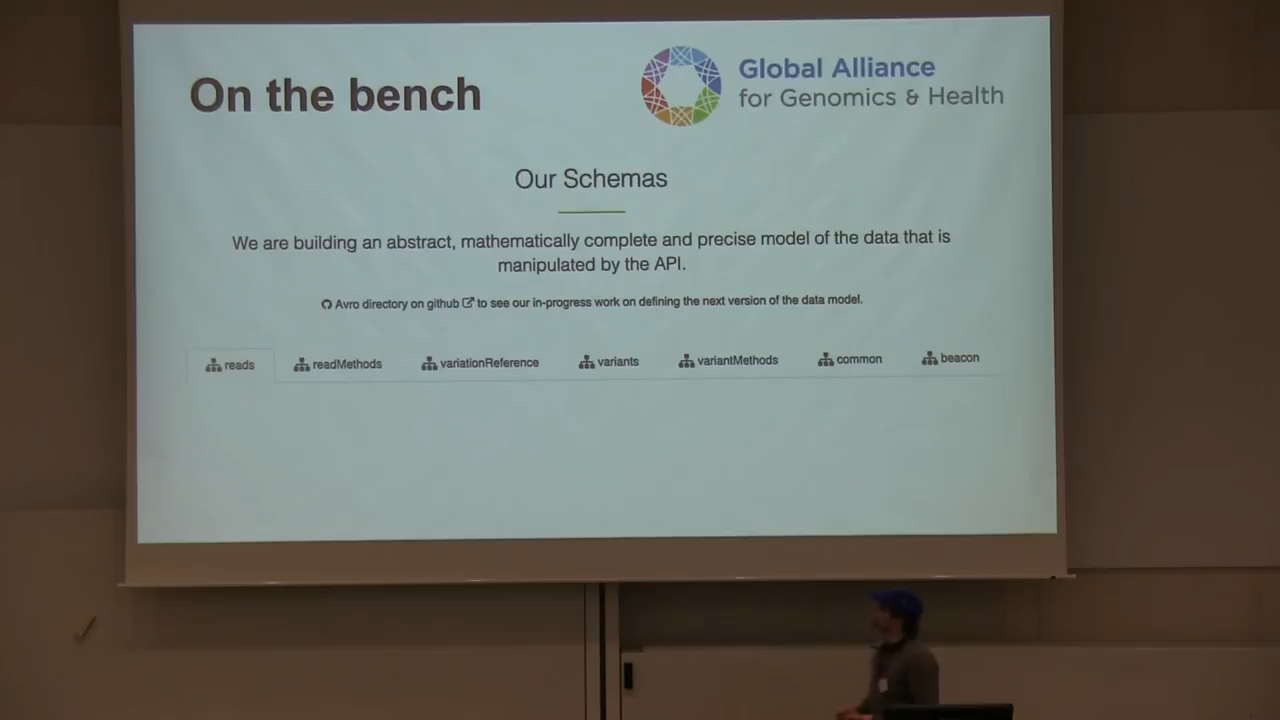 On the bench
Global Alliance
for Genomics & Health
Our Schemas
We are building an abstract, mathematically complete and precise model of the data that is
manipulated by the API.
Avro directory on github to see our in-progress work on defining the next version of the data model.
reads readMethods variationReference variants variantMethods common beacon